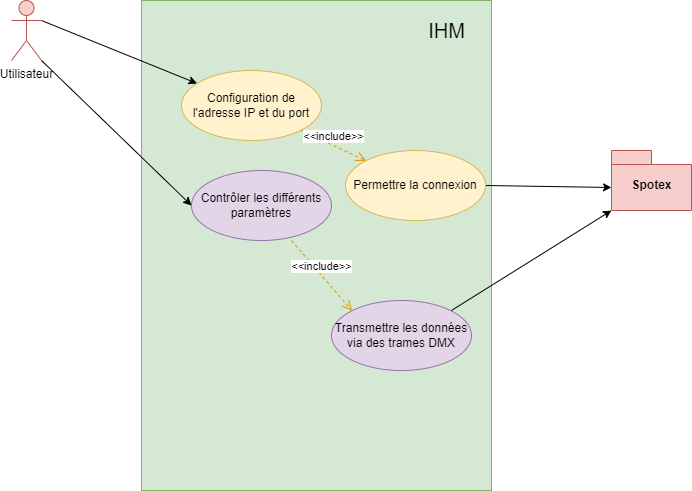 IHM
Utilisateur
Configuration de
l'adresse IP et du port
<<include>>
Permettre la connexion
Spotex
Contrôler les différents
paramètres
<<include>>
Transmettre les données
via des trames DMX